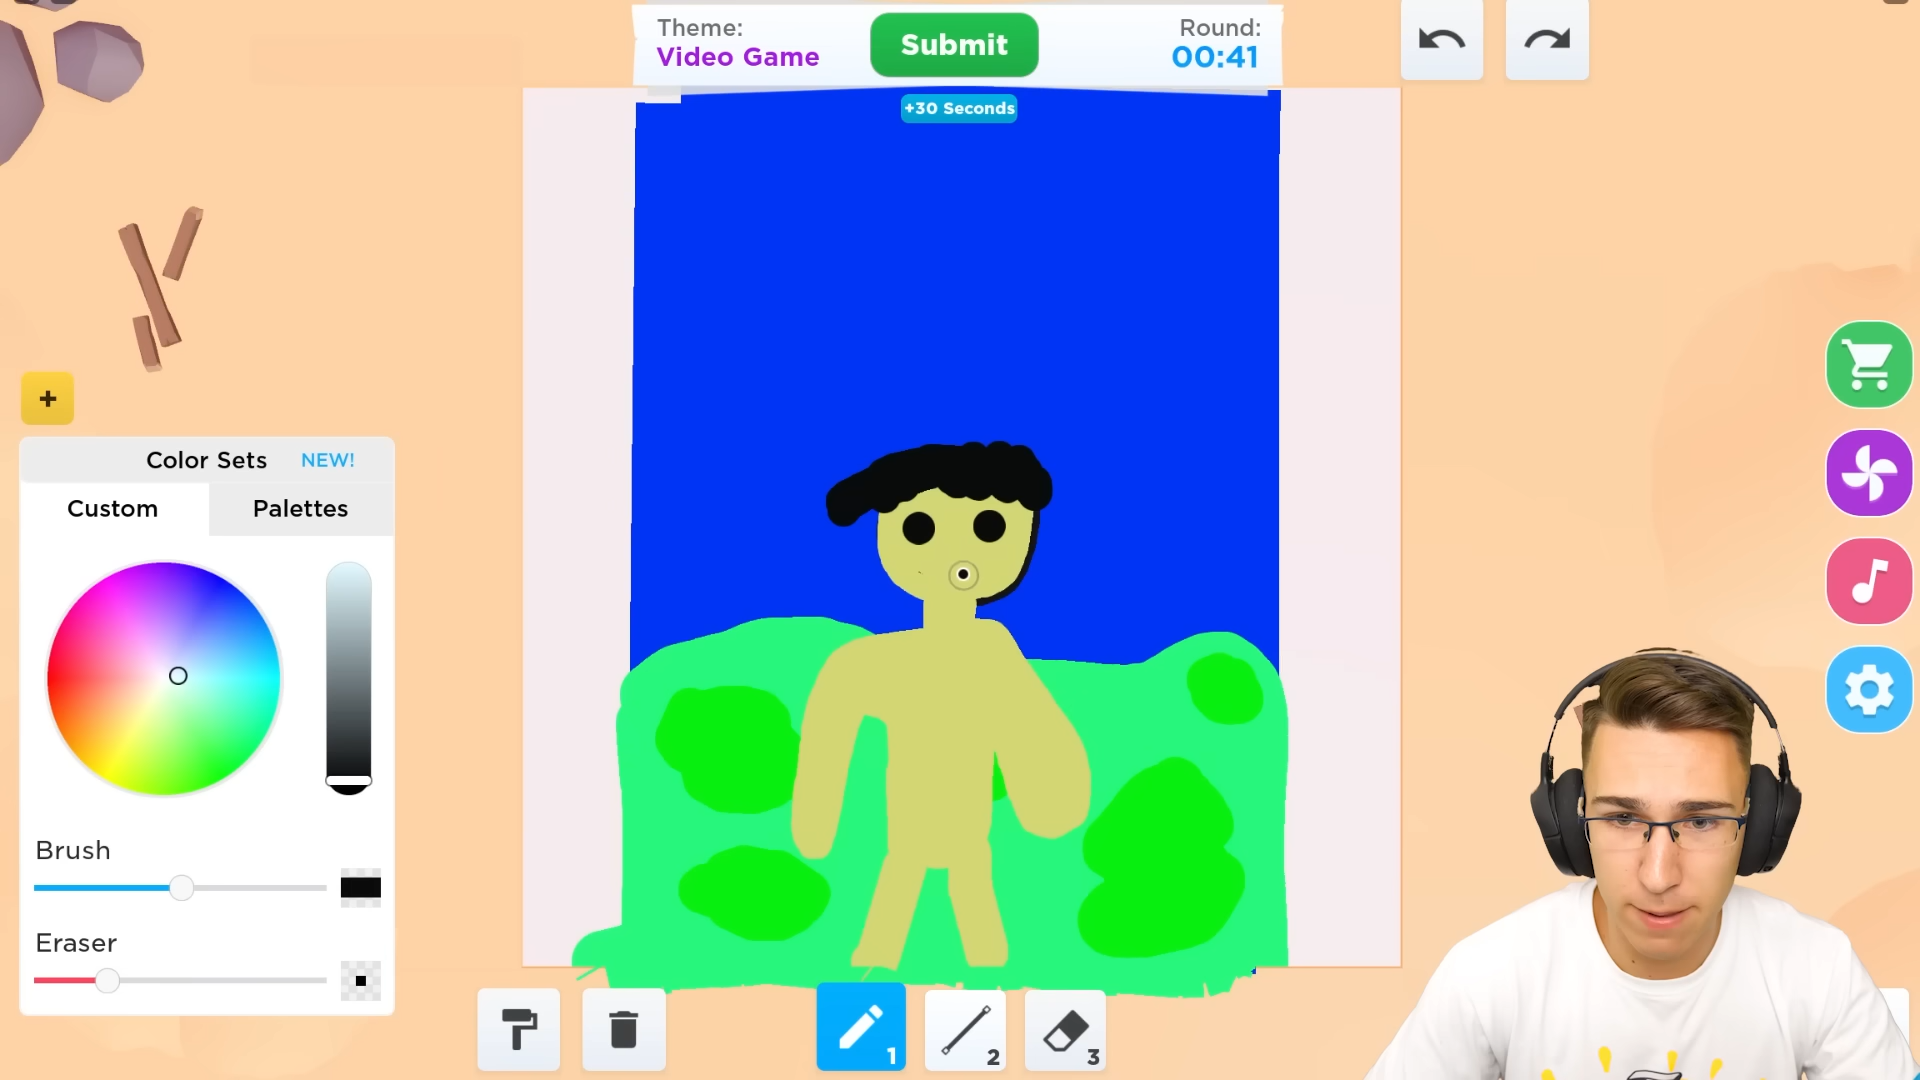 Theme:
Video Game
Submit
Round:
00:41
+30 Seconds
+
Color Sets NEW!
Custom
Palettes
Brush
Eraser
1
2
3